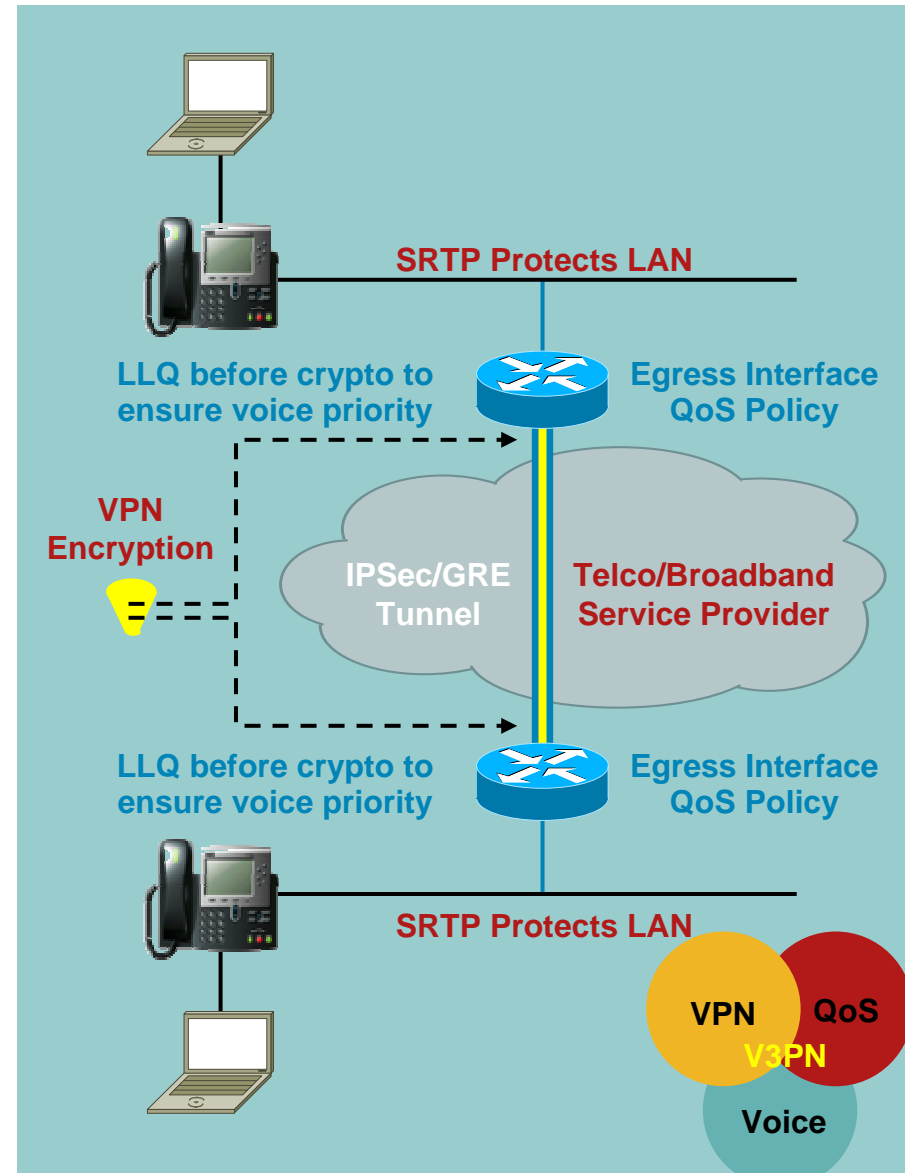 SRTP Protects LAN
LLQ before crypto to
ensure voice priority
Egress Interface
QoS Policy
VPN
Encryption
IPSec/GRE
Tunnel
Telco/Broadband
Service Provider
LLQ before crypto to
ensure voice priority
Egress Interface
QoS Policy
SRTP Protects LAN
VPN
QoS
V3PN
Voice